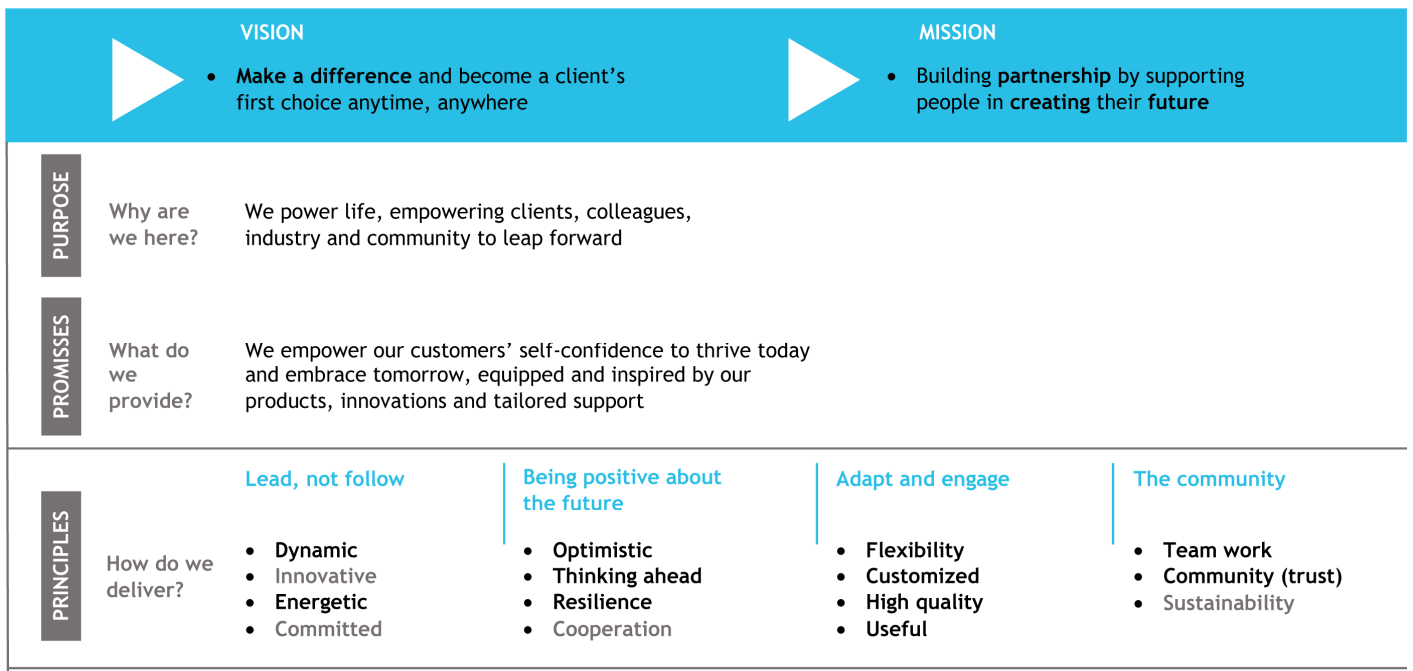 VISION
• Make a difference and become a client’s
first choice anytime, anywhere
MISSION
• Building partnership by supporting
people in creating their future
PURPOSE
Why are
we here?
We power life, empowering clients, colleagues,
industry and community to leap forward
PROMISSES
What do
we
provide?
We empower our customers’ self-confidence to thrive today
and embrace tomorrow, equipped and inspired by our
products, innovations and tailored support
PRINCIPLES
How do we
deliver?
Lead, not follow
• Dynamic
• Innovative
• Energetic
• Committed
Being positive about
the future
• Optimistic
• Thinking ahead
• Resilience
• Cooperation
Adapt and engage
• Flexibility
• Customized
• High quality
• Useful
The community
• Team work
• Community (trust)
• Sustainability